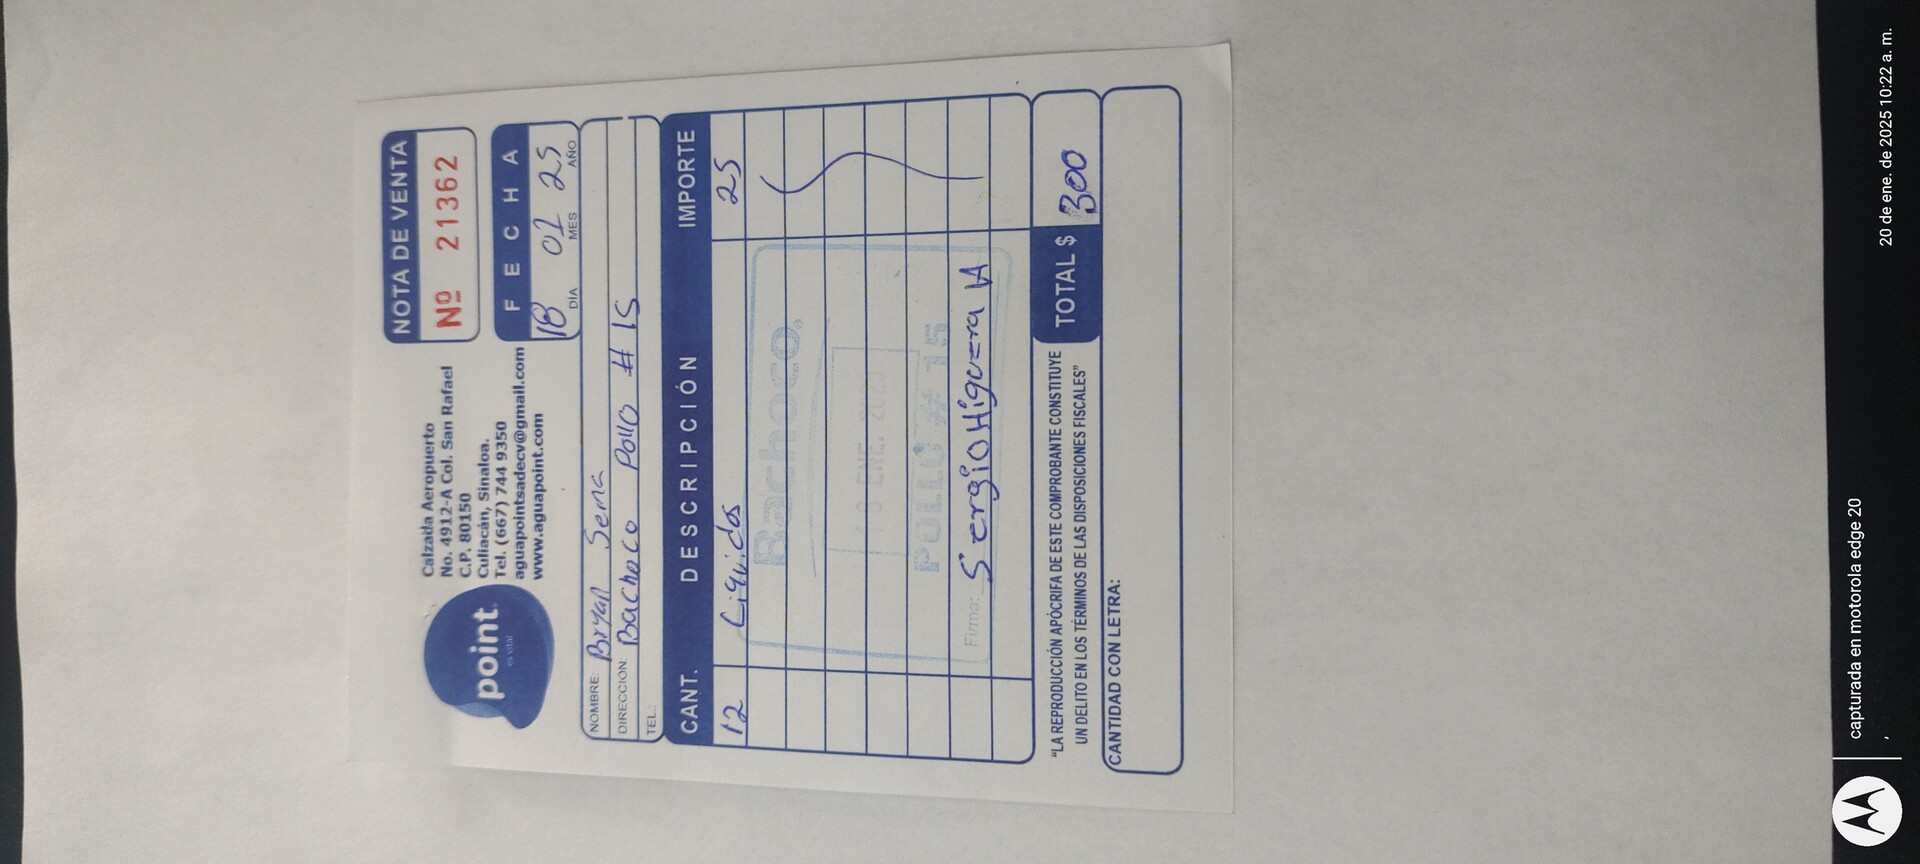 point
es vital
Calzada Aeropuerto
No. 4912-A Col. San Rafael
C.P. 80150
Culiacán, Sinaloa.
Tel. (667) 744 9350
aguapointsadecv@gmail.com
www.aguapoint.com
NOTA DE VENTA
Nº 21362
FECHA
18 01 25
DÍA MES AÑO
NOMBRE: Bryan Serna
DIRECCIÓN: Bachoco Pollo # 15
TEL.:
CANT. DESCRIPCIÓN IMPORTE
12 Liquidos 25
Bachoco
18 ENE. 2025
POLLO # 15
Firma: Sergio Higuera
TOTAL $ 300
"LA REPRODUCCIÓN APÓCRIFA DE ESTE COMPROBANTE CONSTITUYE
UN DELITO EN LOS TÉRMINOS DE LAS DISPOSICIONES FISCALES"
CANTIDAD CON LETRA:
capturada en motorola edge 20
20 de ene. de 2025 10:22 a. m.